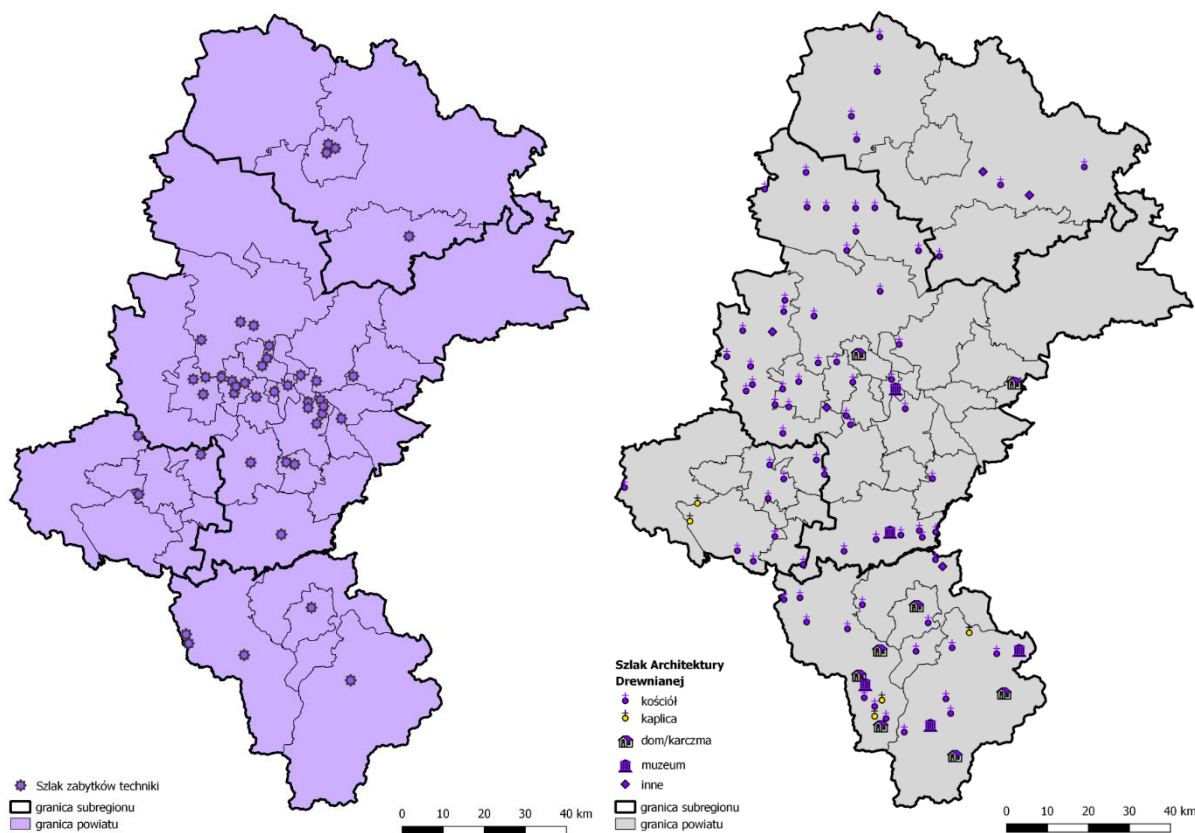 Szlak zabytków techniki
granica subregionu
granica powiatu
0 10 20 30 40 km
Szlak Architektury
Drewnianej
kościół
kaplica
dom/karczma
muzeum
inne
granica subregionu
granica powiatu
0 10 20 30 40 km